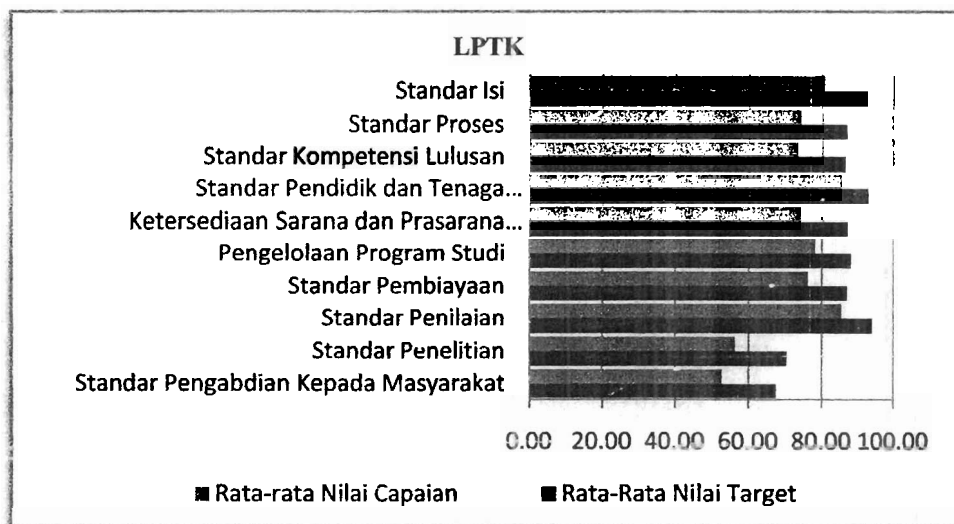 LPTK
Standar Isi
Standar Proses
Standar Kompetensi Lulusan
Standar Pendidik dan Tenaga...
Ketersediaan Sarana dan Prasarana...
Pengelolaan Program Studi
Standar Pembiayaan
Standar Penilaian
Standar Penelitian
Standar Pengabdian Kepada Masyarakat
0.00 20.00 40.00 60.00 80.00 100.00
Rata-rata Nilai Capaian Rata-Rata Nilai Target